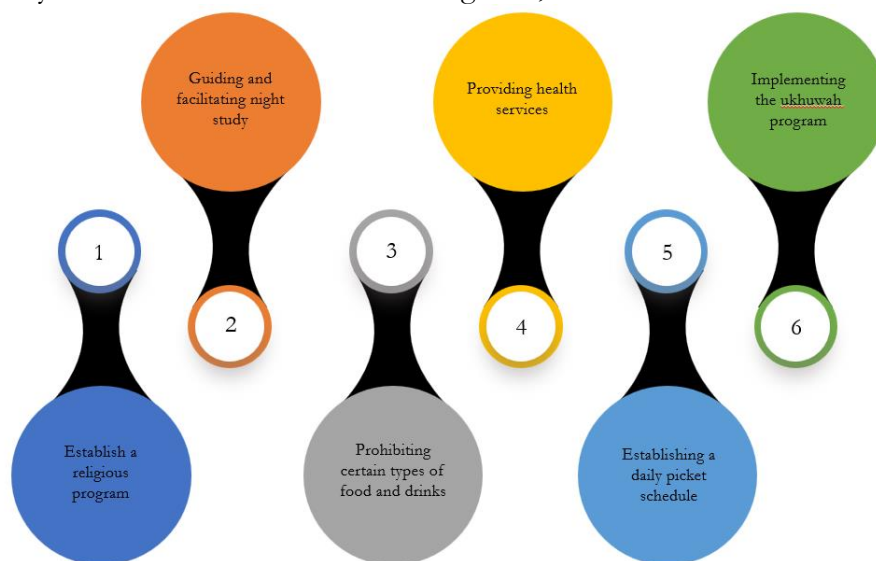 Guiding and
facilitating night
study
Providing health
services
Implementing
the ukhuwah
program
1
3
5
2
4
6
Establish a
religious
program
Prohibiting
certain types of
food and drinks
Establishing a
daily picket
schedule